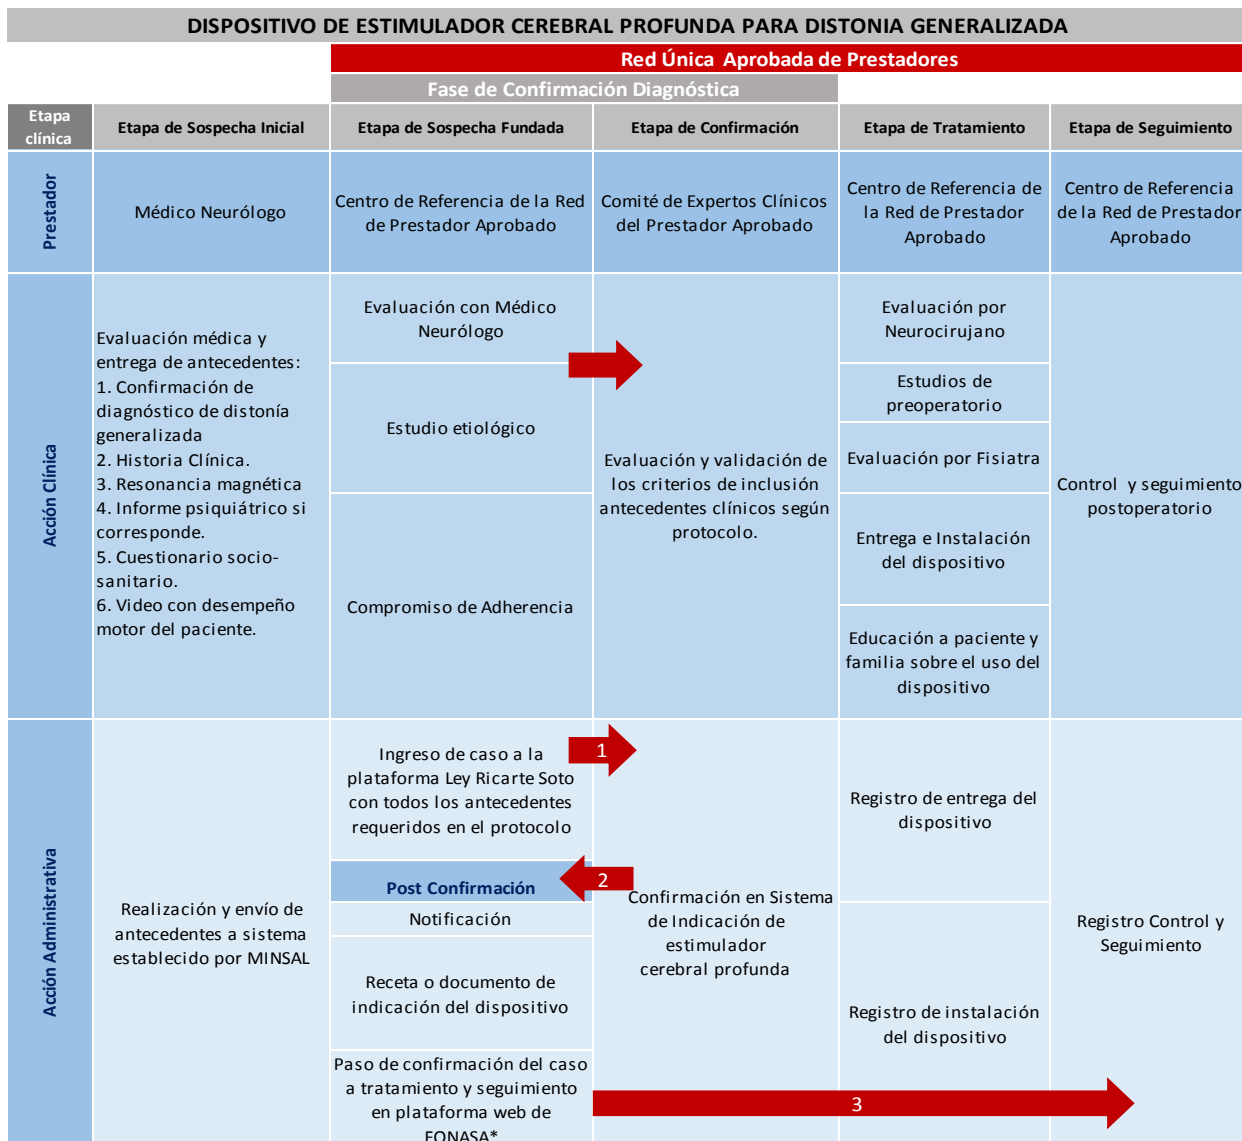 DISPOSITIVO DE ESTIMULADOR CEREBRAL PROFUNDA PARA DISTONIA GENERALIZADA
Red Única Aprobada de Prestadores
Fase de Confirmación Diagnóstica
Etapa
clínica
Etapa de Sospecha Inicial
Etapa de Sospecha Fundada
Etapa de Confirmación
Etapa de Tratamiento
Etapa de Seguimiento
Prestador
Médico Neurólogo
Centro de Referencia de la Red
de Prestador Aprobado
Comité de Expertos Clínicos
del Prestador Aprobado
Centro de Referencia de
la Red de Prestador
Aprobado
Centro de Referencia
de la Red de Prestador
Aprobado
Acción Clínica
Evaluación médica y
entrega de antecedentes:
1. Confirmación de
diagnóstico de distonía
generalizada
2. Historia Clínica.
3. Resonancia magnética
4. Informe psiquiátrico si
corresponde.
5. Cuestionario socio-
sanitario.
6. Video con desempeño
motor del paciente.
Evaluación con Médico
Neurólogo
Estudio etiológico
Compromiso de Adherencia
Evaluación y validación de
los criterios de inclusión
antecedentes clínicos según
protocolo.
Evaluación por
Neurocirujano
Estudios de
preoperatorio
Evaluación por Fisiatra
Entrega e Instalación
del dispositivo
Educación a paciente y
familia sobre el uso del
dispositivo
Control y seguimiento
postoperatorio
Acción Administrativa
Realización y envío de
antecedentes a sistema
establecido por MINSAL
Ingreso de caso a la
plataforma Ley Ricarte Soto
con todos los antecedentes
requeridos en el protocolo
1
Post Confirmación
2
Notificación
Receta o documento de
indicación del dispositivo
Paso de confirmación del caso
a tratamiento y seguimiento
en plataforma web de
FONASA*
Confirmación en Sistema
de Indicación de
estimulador
cerebral profunda
Registro de entrega del
dispositivo
Registro de instalación
del dispositivo
3
Registro Control y
Seguimiento